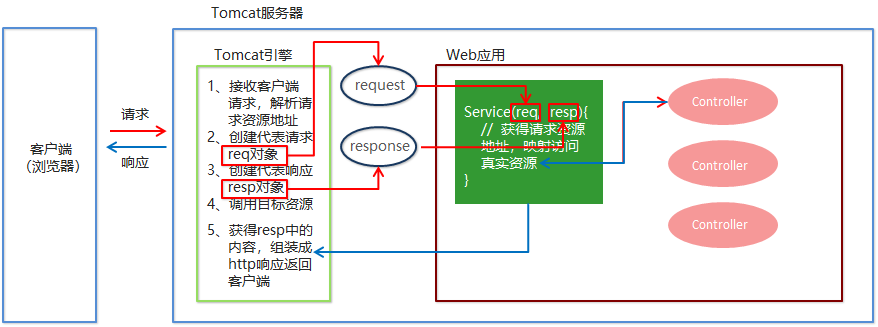 Tomcat服务器
客户端
（浏览器）
请求
响应
Tomcat引擎
1、接收客户端
请求，解析请
求资源地址
2、创建代表请求
req对象
3、创建代表响应
resp对象
4、调用目标资源
5、获得resp中的
内容，组装成
http响应返回
客户端
request
response
Web应用
Service(req, resp){
// 获得请求资源
地址，映射访问
真实资源
}
Controller
Controller
Controller